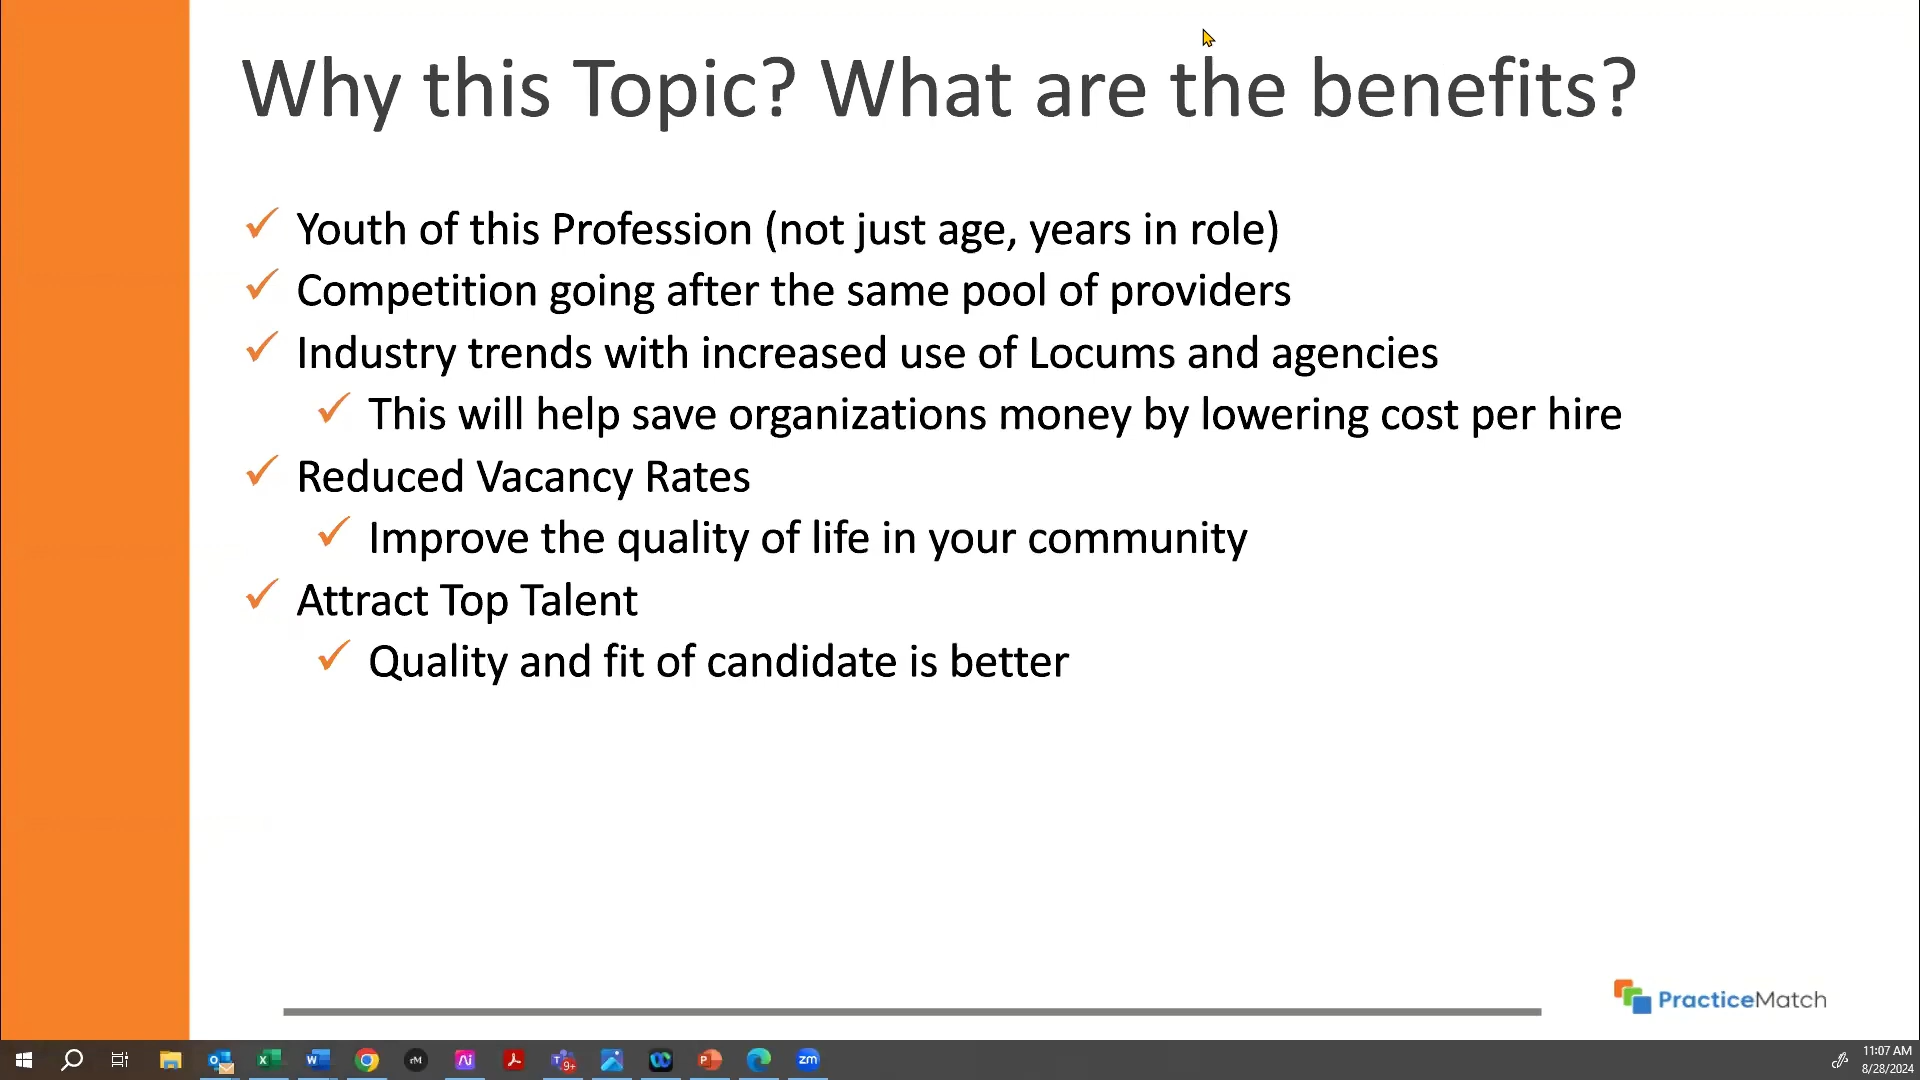 Why this Topic? What are the benefits?
Youth of this Profession (not just age, years in role)
Competition going after the same pool of providers
Industry trends with increased use of Locums and agencies
This will help save organizations money by lowering cost per hire
Reduced Vacancy Rates
Improve the quality of life in your community
Attract Top Talent
Quality and fit of candidate is better
PracticeMatch
rM
zm
9+
11:07 AM
8/28/2024